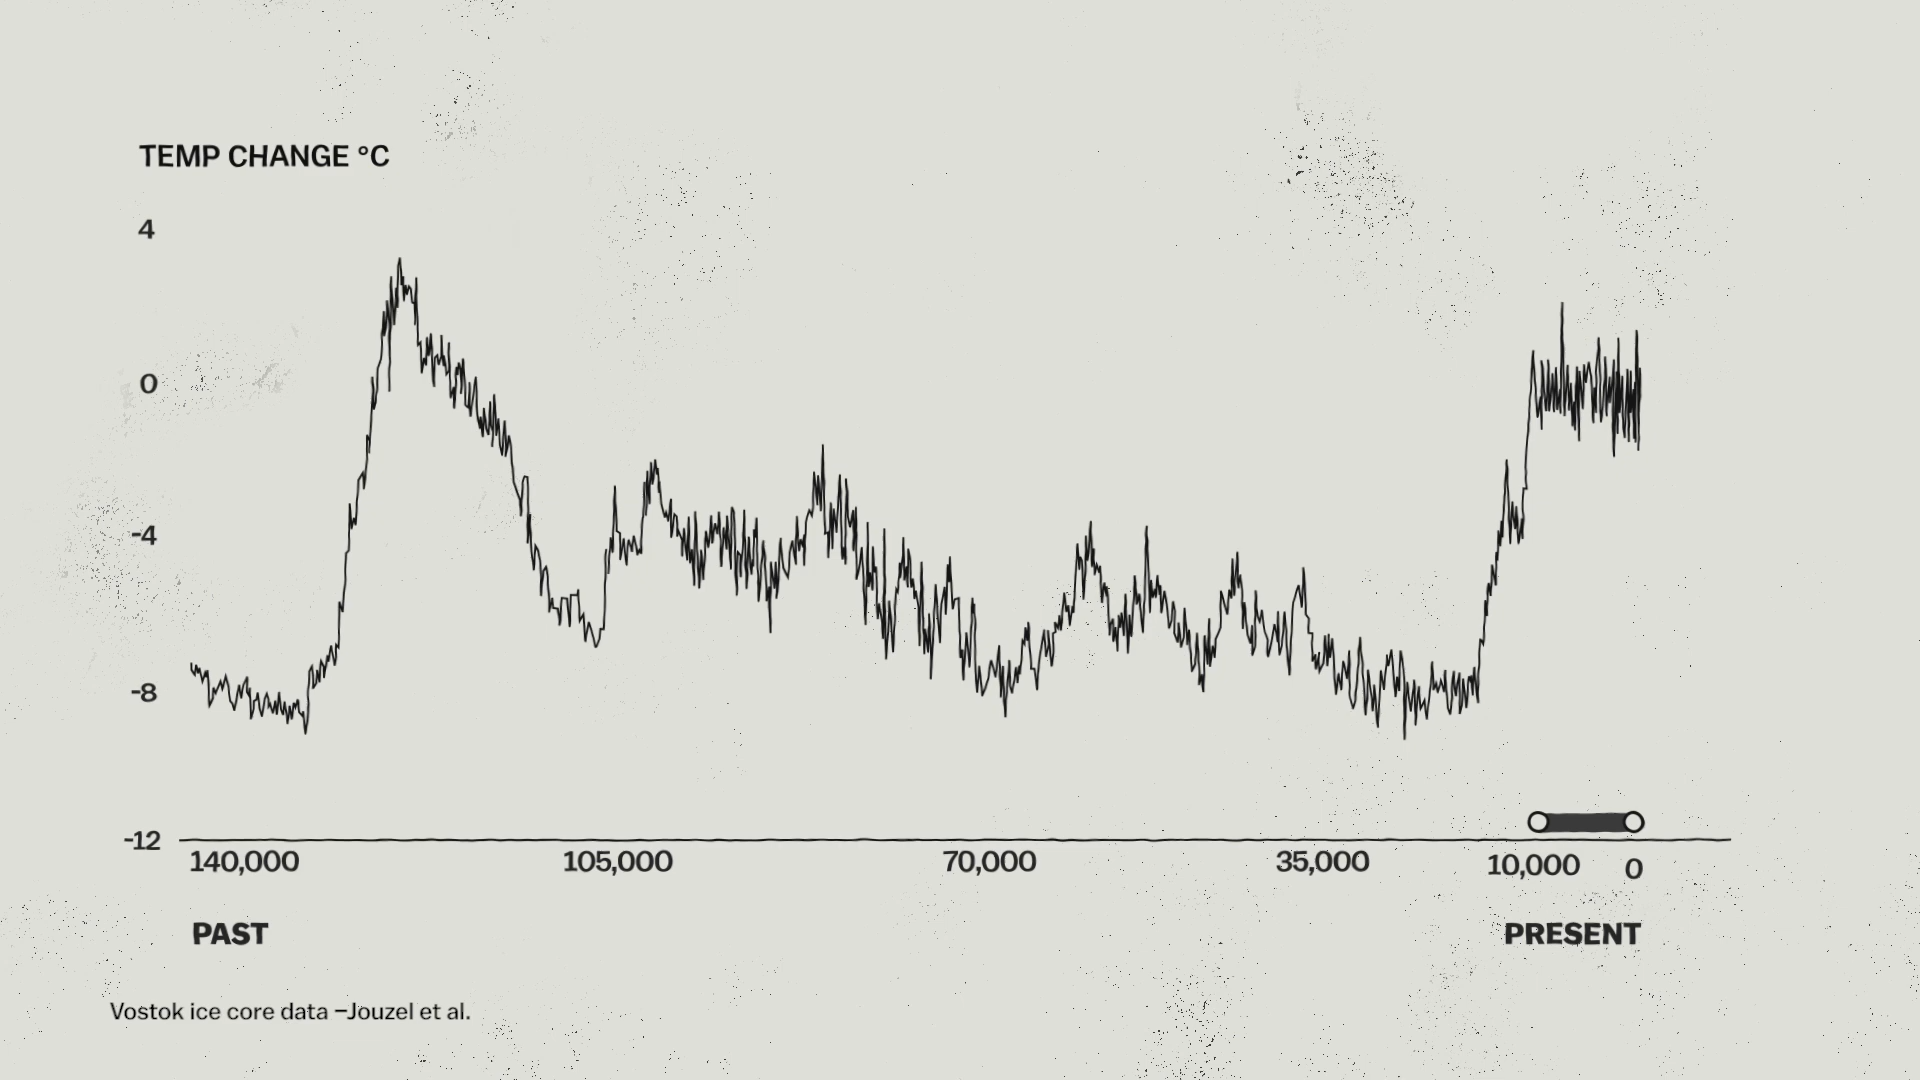 TEMP CHANGE °C
4
0
-4
-8
-12
140,000 105,000 70,000 35,000 10,000 0
PAST PRESENT
Vostok ice core data –Jouzel et al.